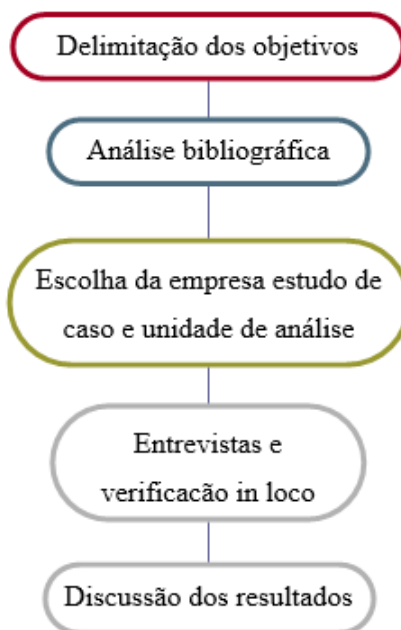 Delimitação dos objetivos
Análise bibliográfica
Escolha da empresa estudo de
caso e unidade de análise
Entrevistas e
verificação in loco
Discussão dos resultados